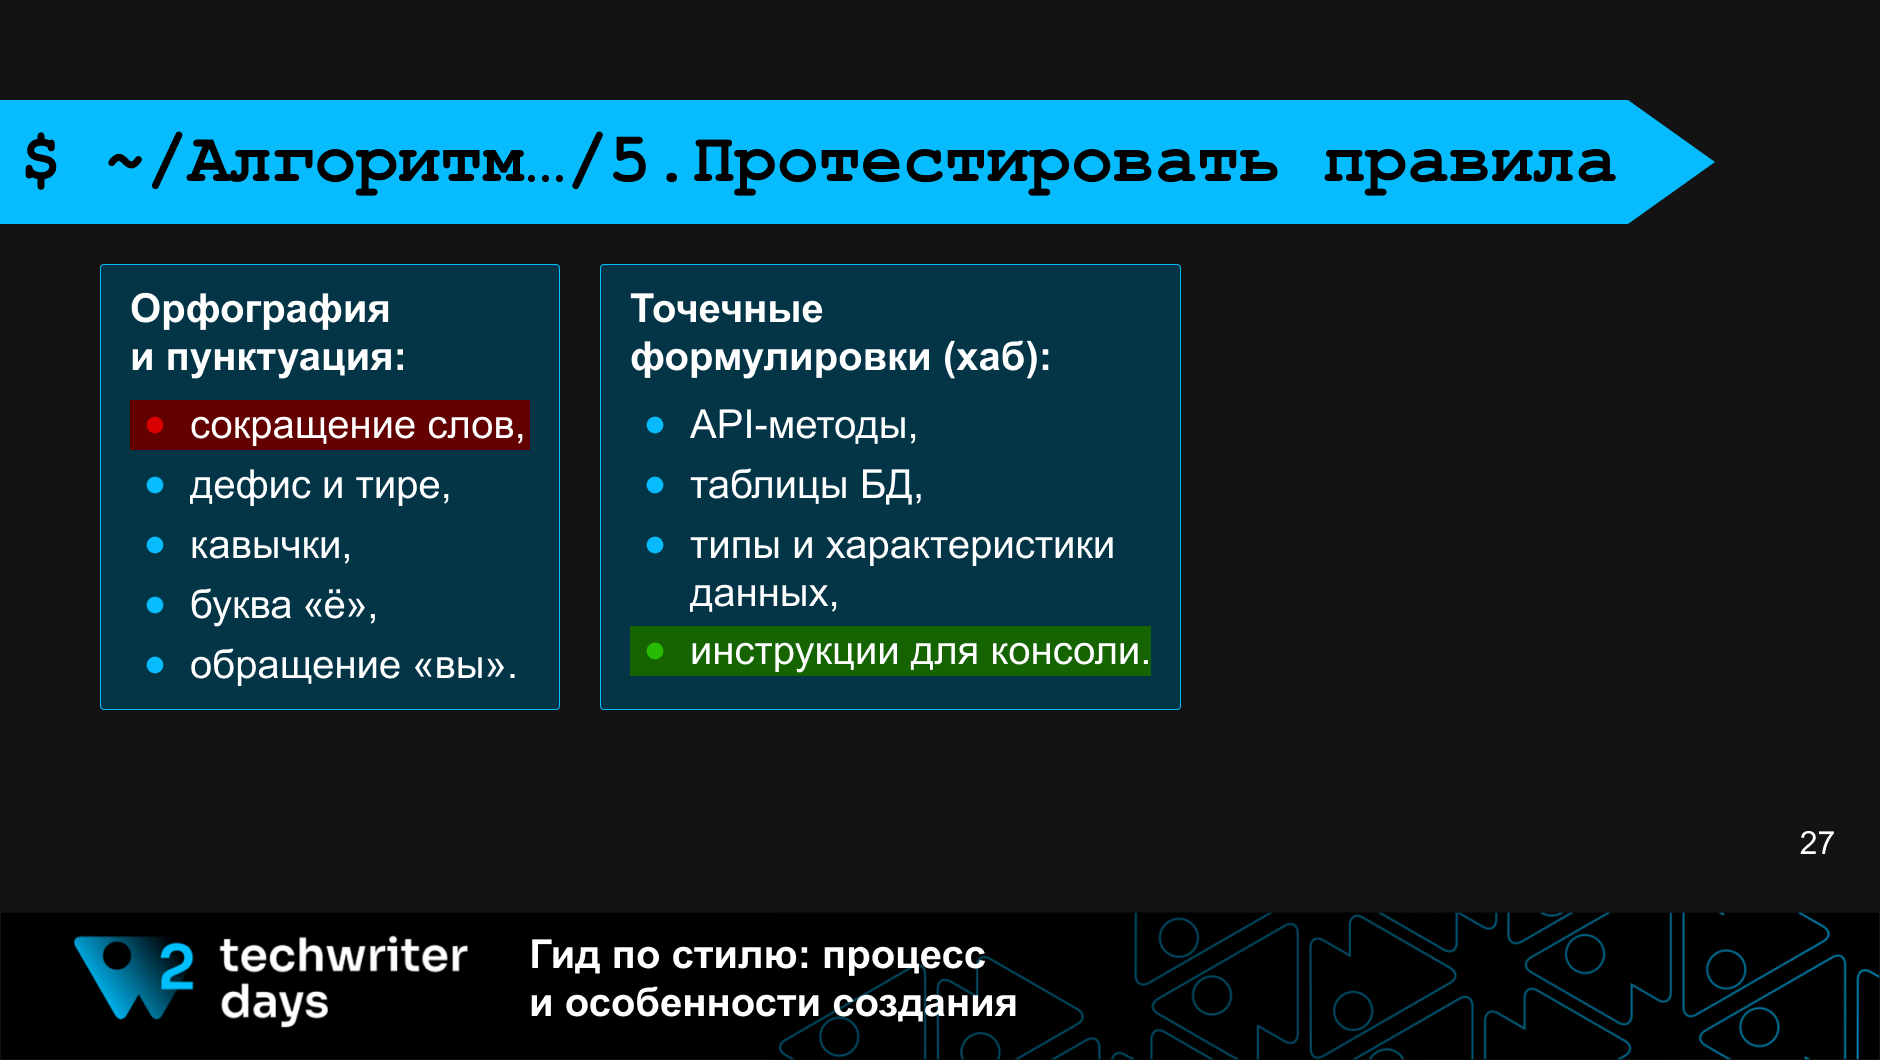 $ ~/Алгоритм…/5.Протестировать правила
Орфография
и пунктуация:
сокращение слов,
дефис и тире,
кавычки,
буква «ё»,
обращение «вы».
Точечные
формулировки (хаб):
API-методы,
таблицы БД,
типы и характеристики
данных,
инструкции для консоли.
27
2 techwriter
days
Гид по стилю: процесс
и особенности создания